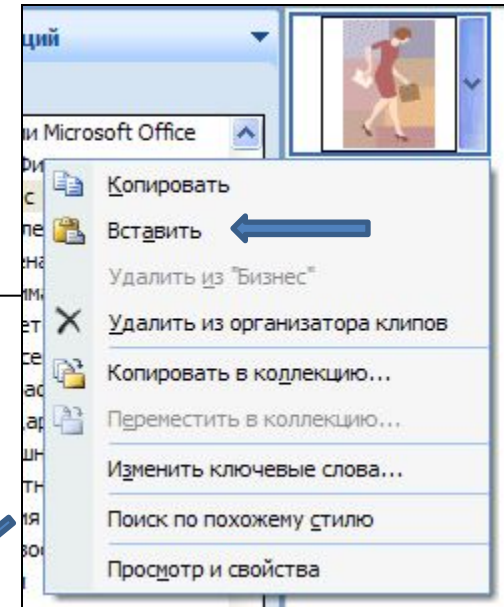 ций
и Microsoft Office
Копировать
Вставить
Удалить из "Бизнес"
Удалить из организатора клипов
Копировать в коллекцию...
Переместить в коллекцию...
Изменить ключевые слова...
Поиск по похожему стилю
Просмотр и свойства